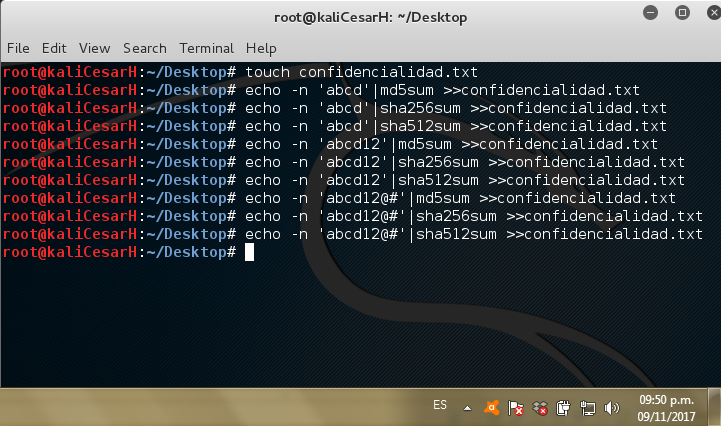 root@kaliCesarH: ~/Desktop
File Edit View Search Terminal Help
root@kaliCesarH:~/Desktop# touch confidencialidad.txt
root@kaliCesarH:~/Desktop# echo -n 'abcd'|md5sum >>confidencialidad.txt
root@kaliCesarH:~/Desktop# echo -n 'abcd'|sha256sum >>confidencialidad.txt
root@kaliCesarH:~/Desktop# echo -n 'abcd'|sha512sum >>confidencialidad.txt
root@kaliCesarH:~/Desktop# echo -n 'abcd12'|md5sum >>confidencialidad.txt
root@kaliCesarH:~/Desktop# echo -n 'abcd12'|sha256sum >>confidencialidad.txt
root@kaliCesarH:~/Desktop# echo -n 'abcd12'|sha512sum >>confidencialidad.txt
root@kaliCesarH:~/Desktop# echo -n 'abcd12@#'|md5sum >>confidencialidad.txt
root@kaliCesarH:~/Desktop# echo -n 'abcd12@#'|sha256sum >>confidencialidad.txt
root@kaliCesarH:~/Desktop# echo -n 'abcd12@#'|sha512sum >>confidencialidad.txt
root@kaliCesarH:~/Desktop#
ES
09:50 p.m.
09/11/2017